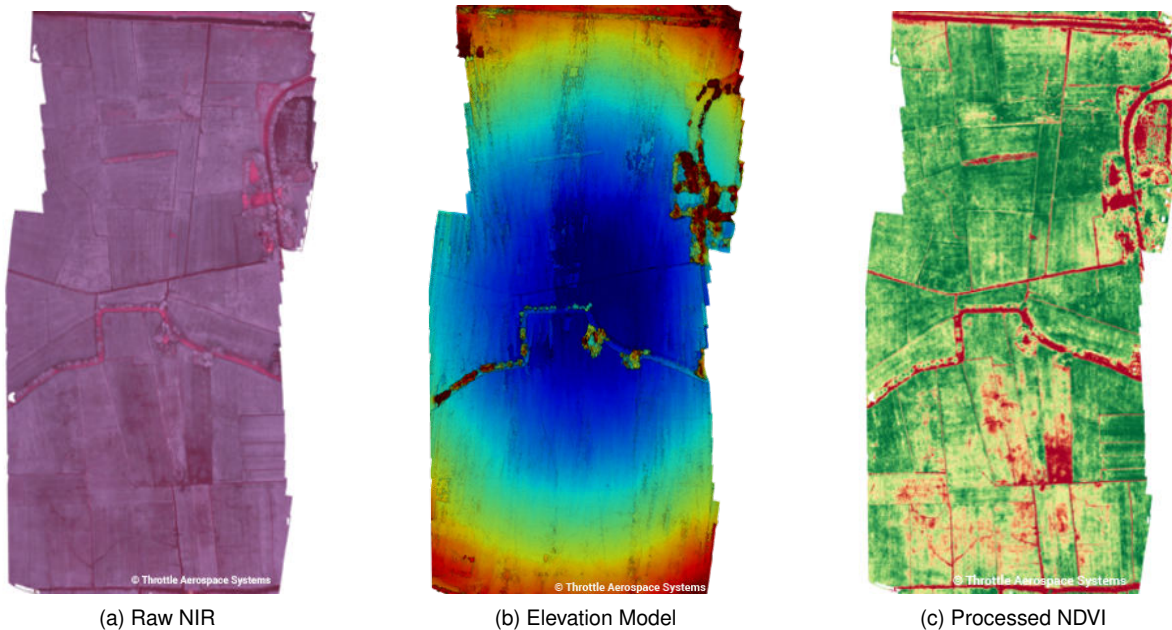 © Throttle Aerospace Systems
© Throttle Aerospace Systems
© Throttle Aerospace Systems
(a) Raw NIR
(b) Elevation Model
(c) Processed NDVI